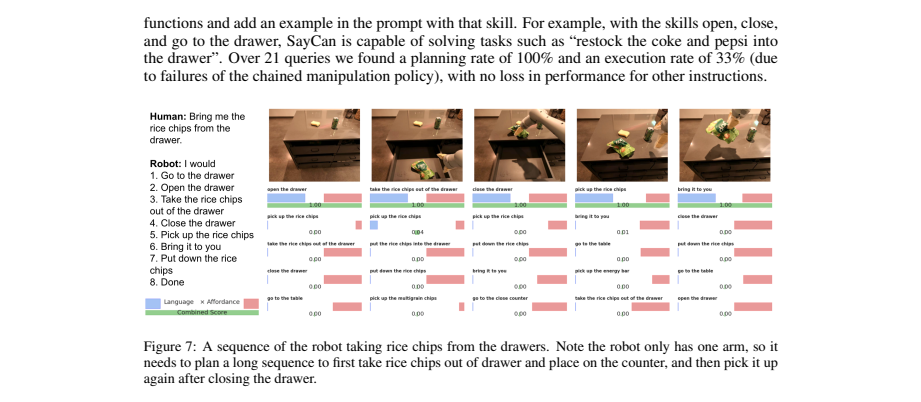 functions and add an example in the prompt with that skill. For example, with the skills open, close,
and go to the drawer, SayCan is capable of solving tasks such as “restock the coke and pepsi into
the drawer”. Over 21 queries we found a planning rate of 100% and an execution rate of 33% (due
to failures of the chained manipulation policy), with no loss in performance for other instructions.
Human: Bring me the
rice chips from the
drawer.
Robot: I would
1. Go to the drawer
2. Open the drawer
3. Take the rice chips
out of the drawer
4. Close the drawer
5. Pick up the rice chips
6. Bring it to you
7. Put down the rice
chips
8. Done
Language × Affordance
Combined Score
open the drawer
1.00
pick up the rice chips
0.00
take the rice chips out of the drawer
0.00
close the drawer
0.00
go to the table
0.00
take the rice chips out of the drawer
1.00
pick up the rice chips
0.04
put the rice chips into the drawer
0.00
put down the rice chips
0.00
pick up the multigrain chips
0.00
close the drawer
1.00
pick up the rice chips
0.00
put down the rice chips
0.00
bring it to you
0.00
go to the close counter
0.00
pick up the rice chips
1.00
bring it to you
0.01
go to the table
0.00
pick up the energy bar
0.00
take the rice chips out of the drawer
0.00
bring it to you
1.00
close the drawer
0.00
put down the rice chips
0.00
go to the table
0.00
open the drawer
0.00
Figure 7: A sequence of the robot taking rice chips from the drawers. Note the robot only has one arm, so it
needs to plan a long sequence to first take rice chips out of drawer and place on the counter, and then pick it up
again after closing the drawer.